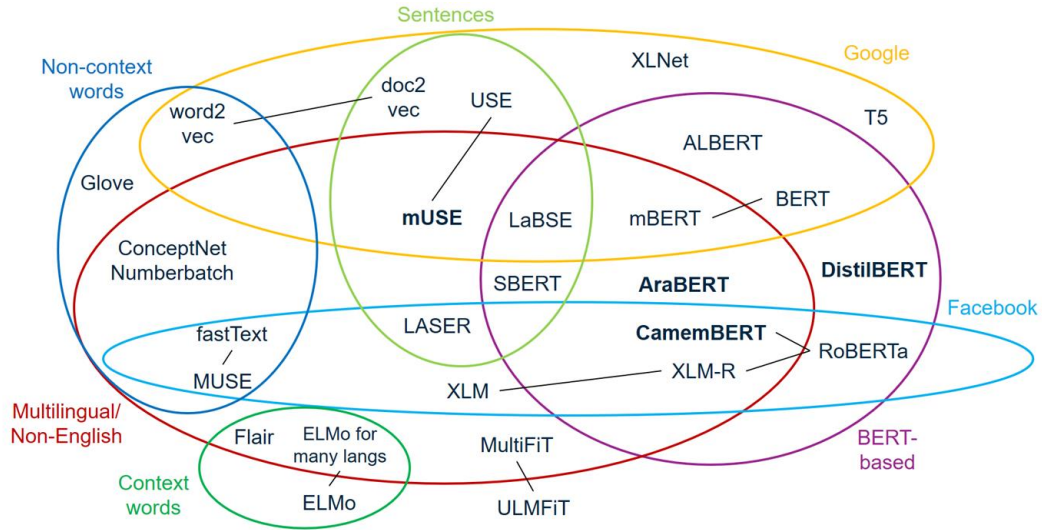 Sentences
Google
XLNet
Non-context
words
doc2
vec
USE
word2
vec
T5
ALBERT
Glove
BERT
mUSE
LaBSE
mBERT
ConceptNet
Numberbatch
DistilBERT
SBERT
AraBERT
Facebook
LASER
CamemBERT
fastText
RoBERTa
XLM-R
MUSE
XLM
Multilingual/
Non-English
Flair
ELMo for
many langs
MultiFiT
BERT-
based
Context
words
ELMo
ULMFiT